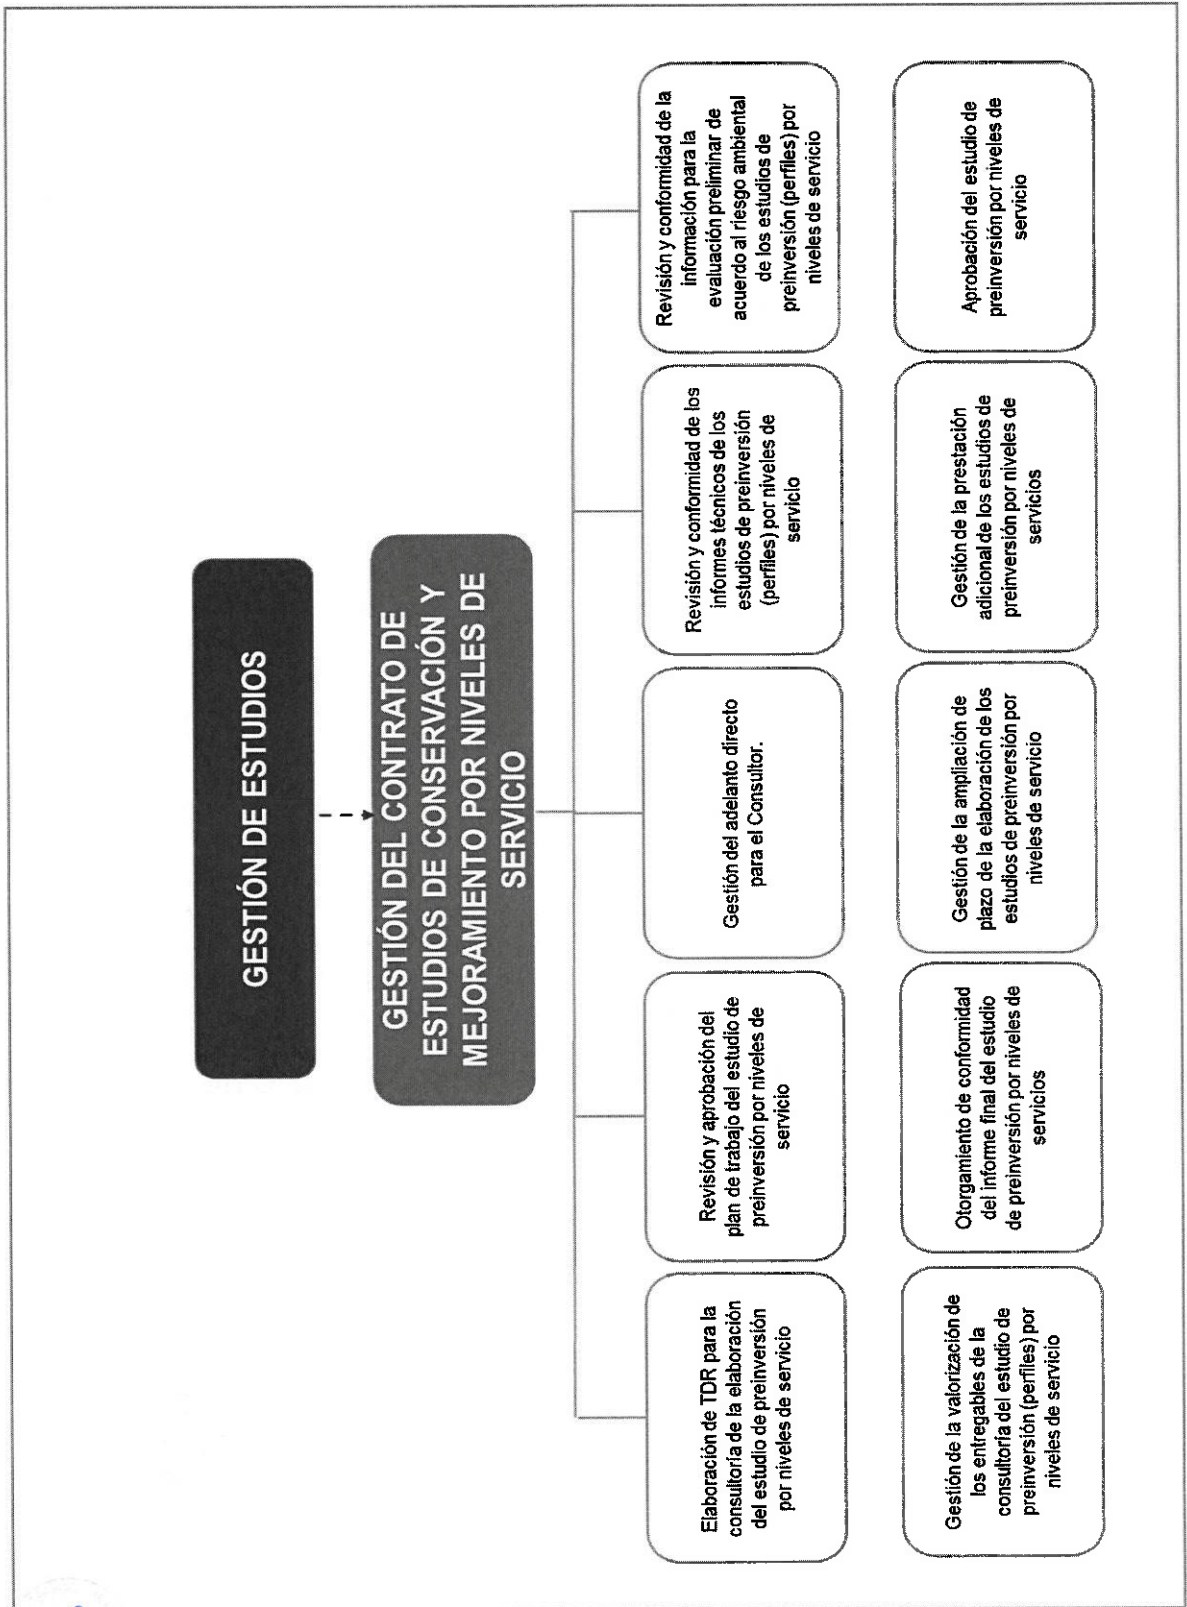 GESTIÓN DE ESTUDIOS
GESTIÓN DEL CONTRATO DE
ESTUDIOS DE CONSERVACIÓN Y
MEJORAMIENTO POR NIVELES DE
SERVICIO
Elaboración de TDR para la
consultoría de la elaboración
del estudio de preinversión
por niveles de servicio
Revisión y aprobación del
plan de trabajo del estudio de
preinversión por niveles de
servicio
Gestión del adelanto directo
para el Consultor.
Revisión y conformidad de los
informes técnicos de los
estudios de preinversión
(perfiles) por niveles de
servicio
Revisión y conformidad de la
información para la
evaluación preliminar de
acuerdo al riesgo ambiental
de los estudios de
preinversión (perfiles) por
niveles de servicio
Gestión de la valorización de
los entregables de la
consultoría del estudio de
preinversión (perfiles) por
niveles de servicio
Otorgamiento de conformidad
del informe final del estudio
de preinversión por niveles de
servicios
Gestión de la ampliación de
plazo de la elaboración de los
estudios de preinversión por
niveles de servicio
Gestión de la prestación
adicional de los estudios de
preinversión por niveles de
servicios
Aprobación del estudio de
preinversión por niveles de
servicio